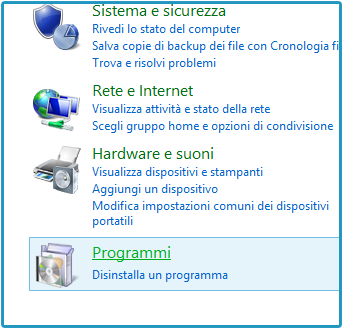 Sistema e sicurezza
Rivedi lo stato del computer
Salva copie di backup dei file con Cronologia
Trova e risolvi problemi
Rete e Internet
Visualizza attività e stato della rete
Scegli gruppo home e opzioni di condivisione
Hardware e suoni
Visualizza dispositivi e stampanti
Aggiungi un dispositivo
Modifica impostazioni comuni dei dispositivi
portatili
Programmi
Disinstalla un programma